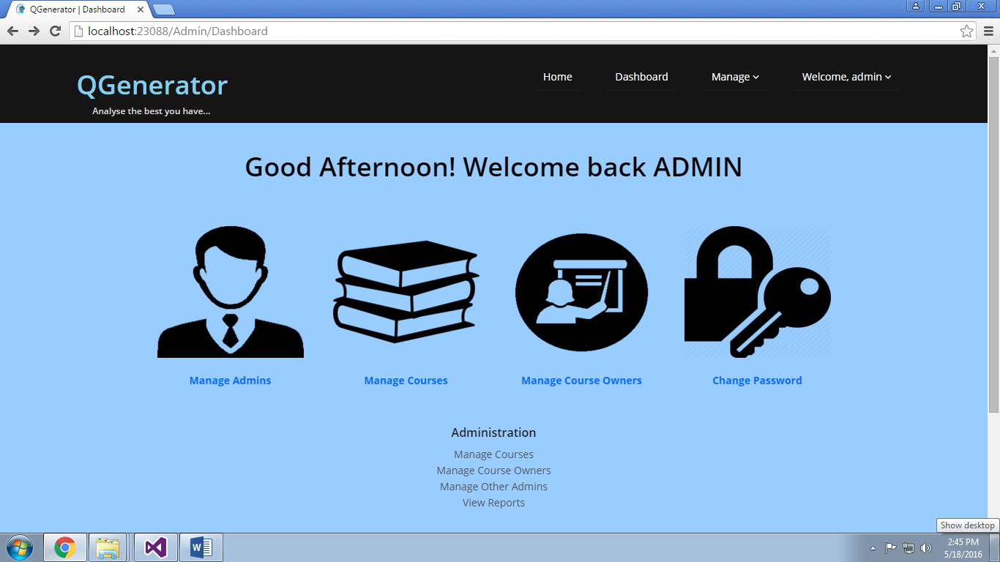 QGenerator | Dashboard
localhost:23088/Admin/Dashboard
QGenerator
Analyse the best you have...
Home Dashboard Manage Welcome, admin
Good Afternoon! Welcome back ADMIN
Manage Admins Manage Courses Manage Course Owners Change Password
Administration
Manage Courses
Manage Course Owners
Manage Other Admins
View Reports
Show desktop
2:45 PM
5/18/2016